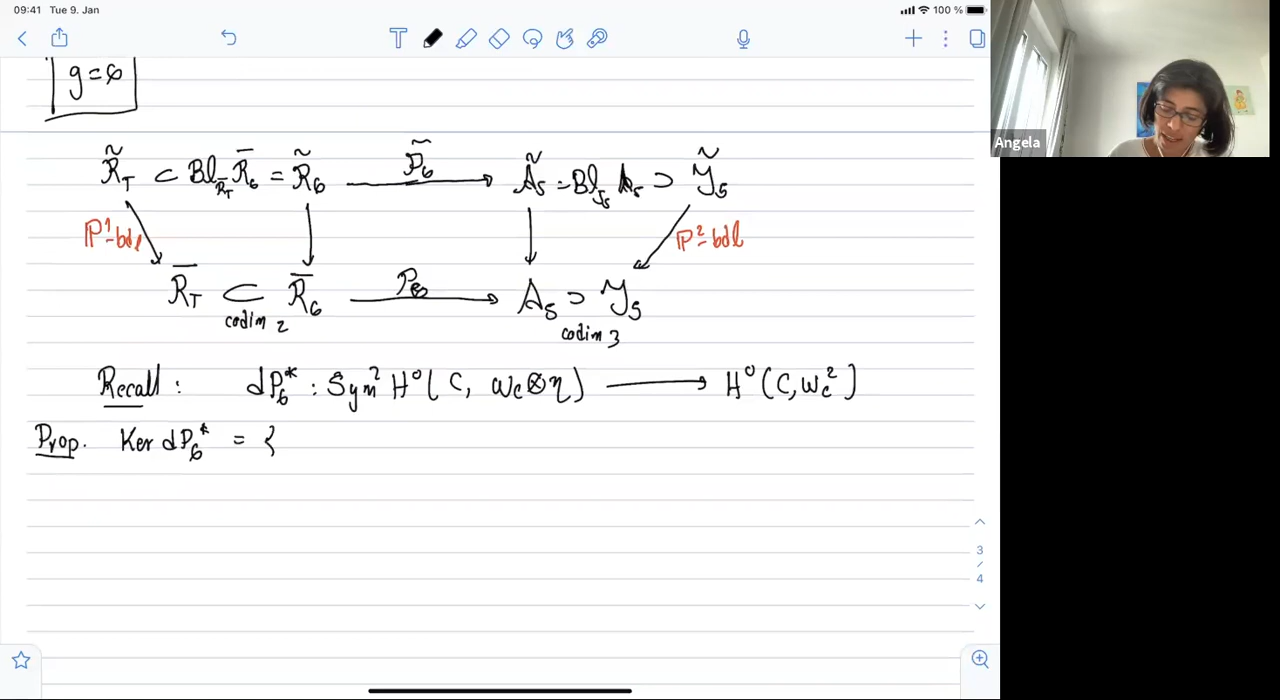 09:41 Tue 9. Jan
100 %
g = 6
R̃_T ⊂ Bl_{R̄_T} R̄_6 = R̃_6 → P̃_6 Ã_5 = Bl_{J_5} A_5 ⊃ J̃_5
P¹-bdl
P²-bdl
R̄_T ⊂ R̄_6 → P_6 A_5 ⊃ J_5
codim 2
codim 3
Recall : dP_6^* : Sym² H⁰( C, ω_C⊗η ) → H⁰(C, ω_C²)
Prop. Ker dP_6^* = {
3
/
4
Angela